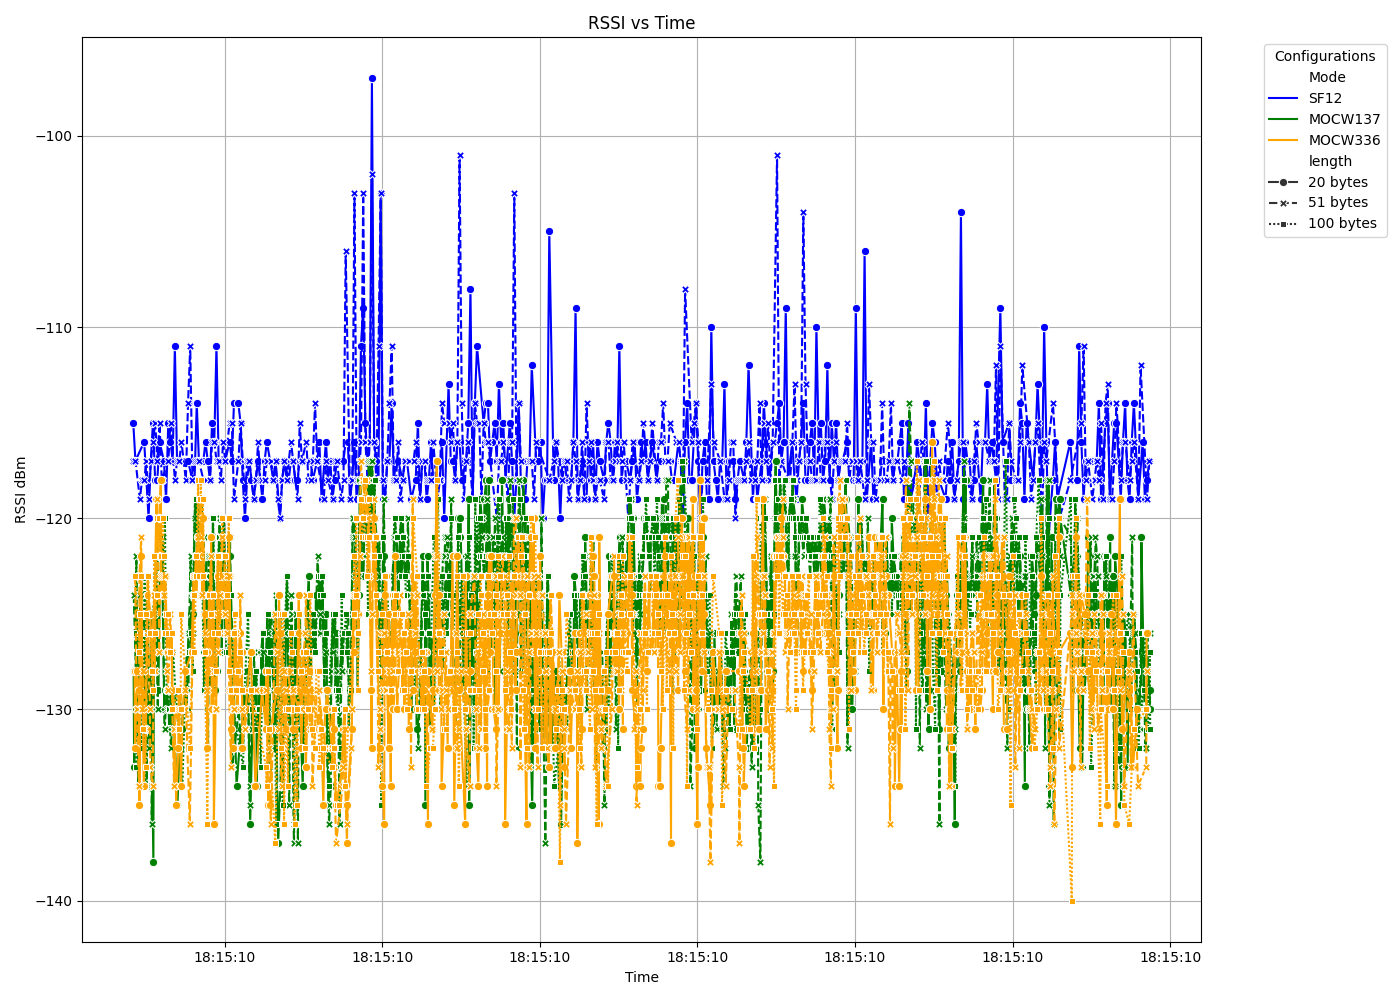 RSSI vs Time
Configurations
Mode
SF12
MOCW137
MOCW336
length
20 bytes
51 bytes
100 bytes
RSSI dBm
−100
−110
−120
−130
−140
18:15:10
18:15:10
18:15:10
18:15:10
18:15:10
18:15:10
18:15:10
Time